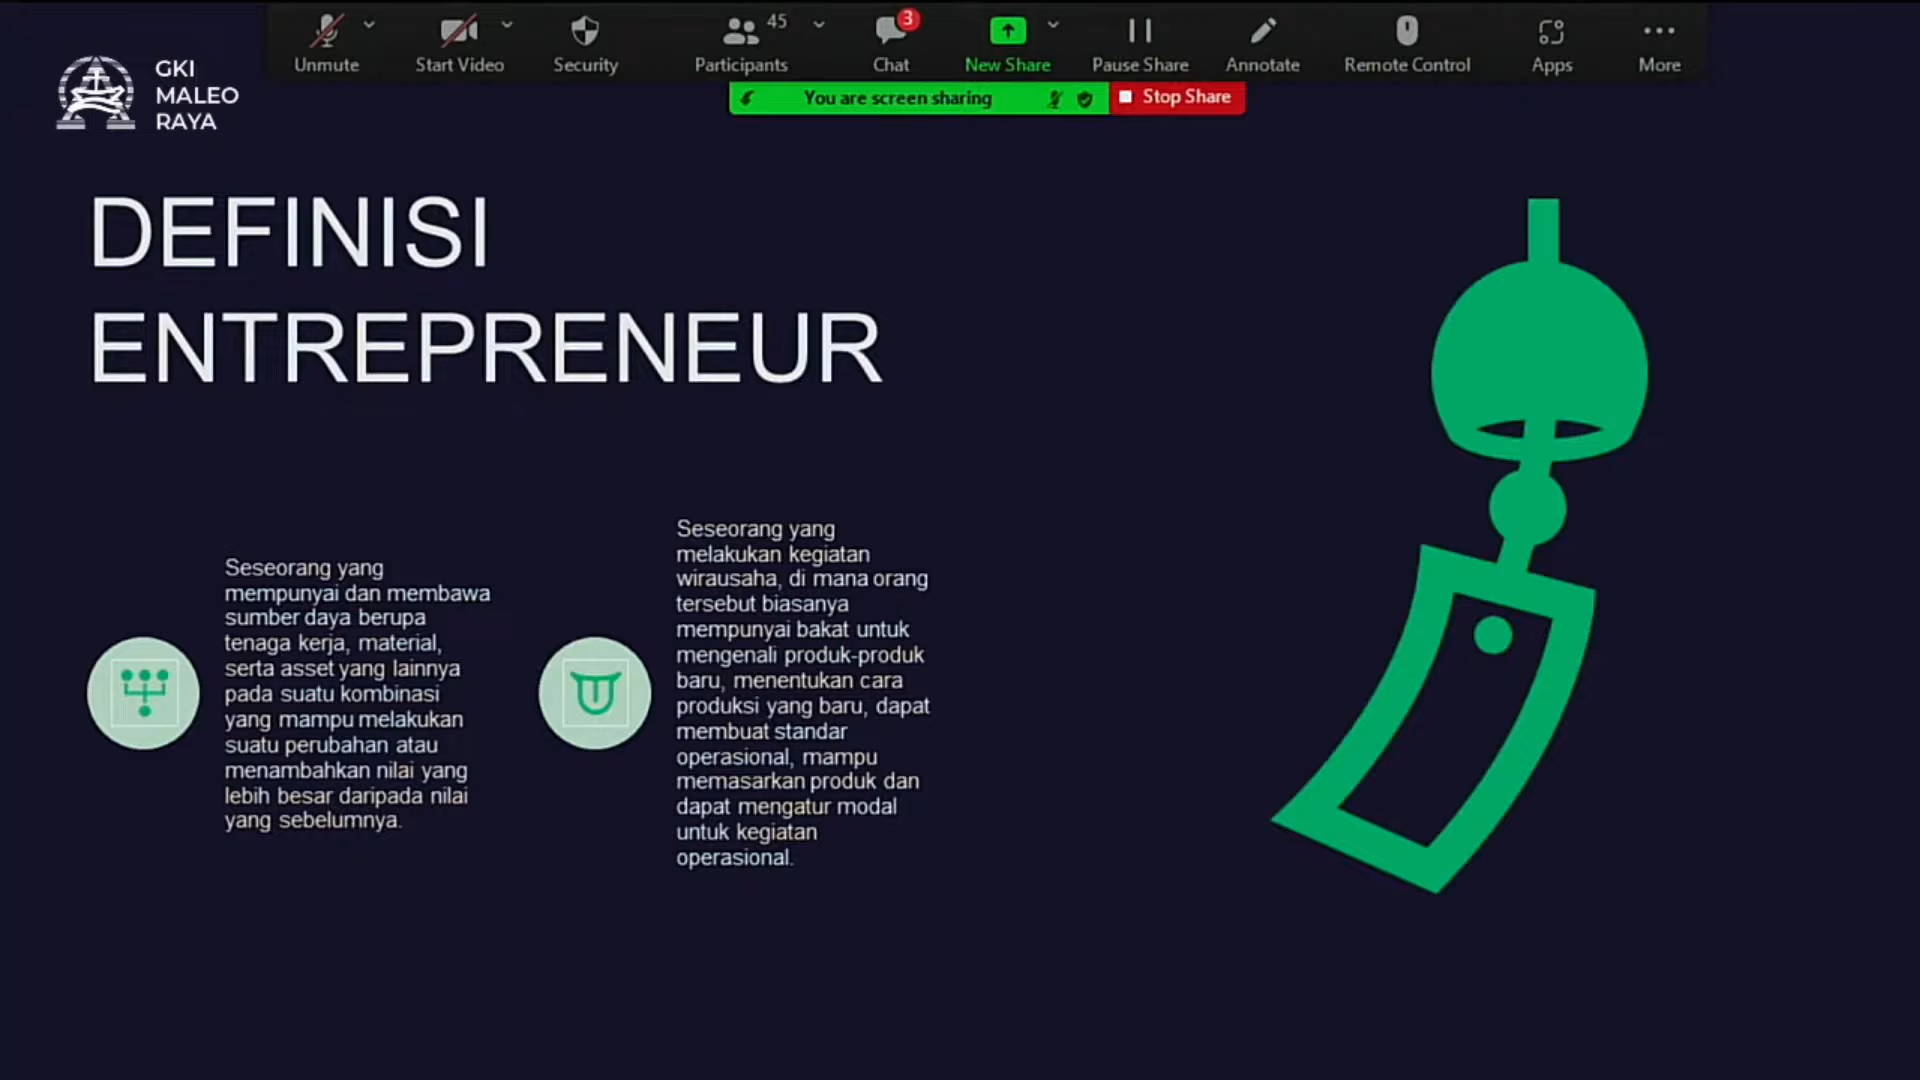 Unmute
Start Video
Security
45
Participants
3
Chat
New Share
Pause Share
Annotate
Remote Control
Apps
More
You are screen sharing
Stop Share
GKI
MALEO
RAYA
DEFINISI
ENTREPRENEUR
Seseorang yang
mempunyai dan membawa
sumber daya berupa
tenaga kerja, material,
serta asset yang lainnya
pada suatu kombinasi
yang mampu melakukan
suatu perubahan atau
menambahkan nilai yang
lebih besar daripada nilai
yang sebelumnya.
Seseorang yang
melakukan kegiatan
wirausaha, di mana orang
tersebut biasanya
mempunyai bakat untuk
mengenali produk-produk
baru, menentukan cara
produksi yang baru, dapat
membuat standar
operasional, mampu
memasarkan produk dan
dapat mengatur modal
untuk kegiatan
operasional.